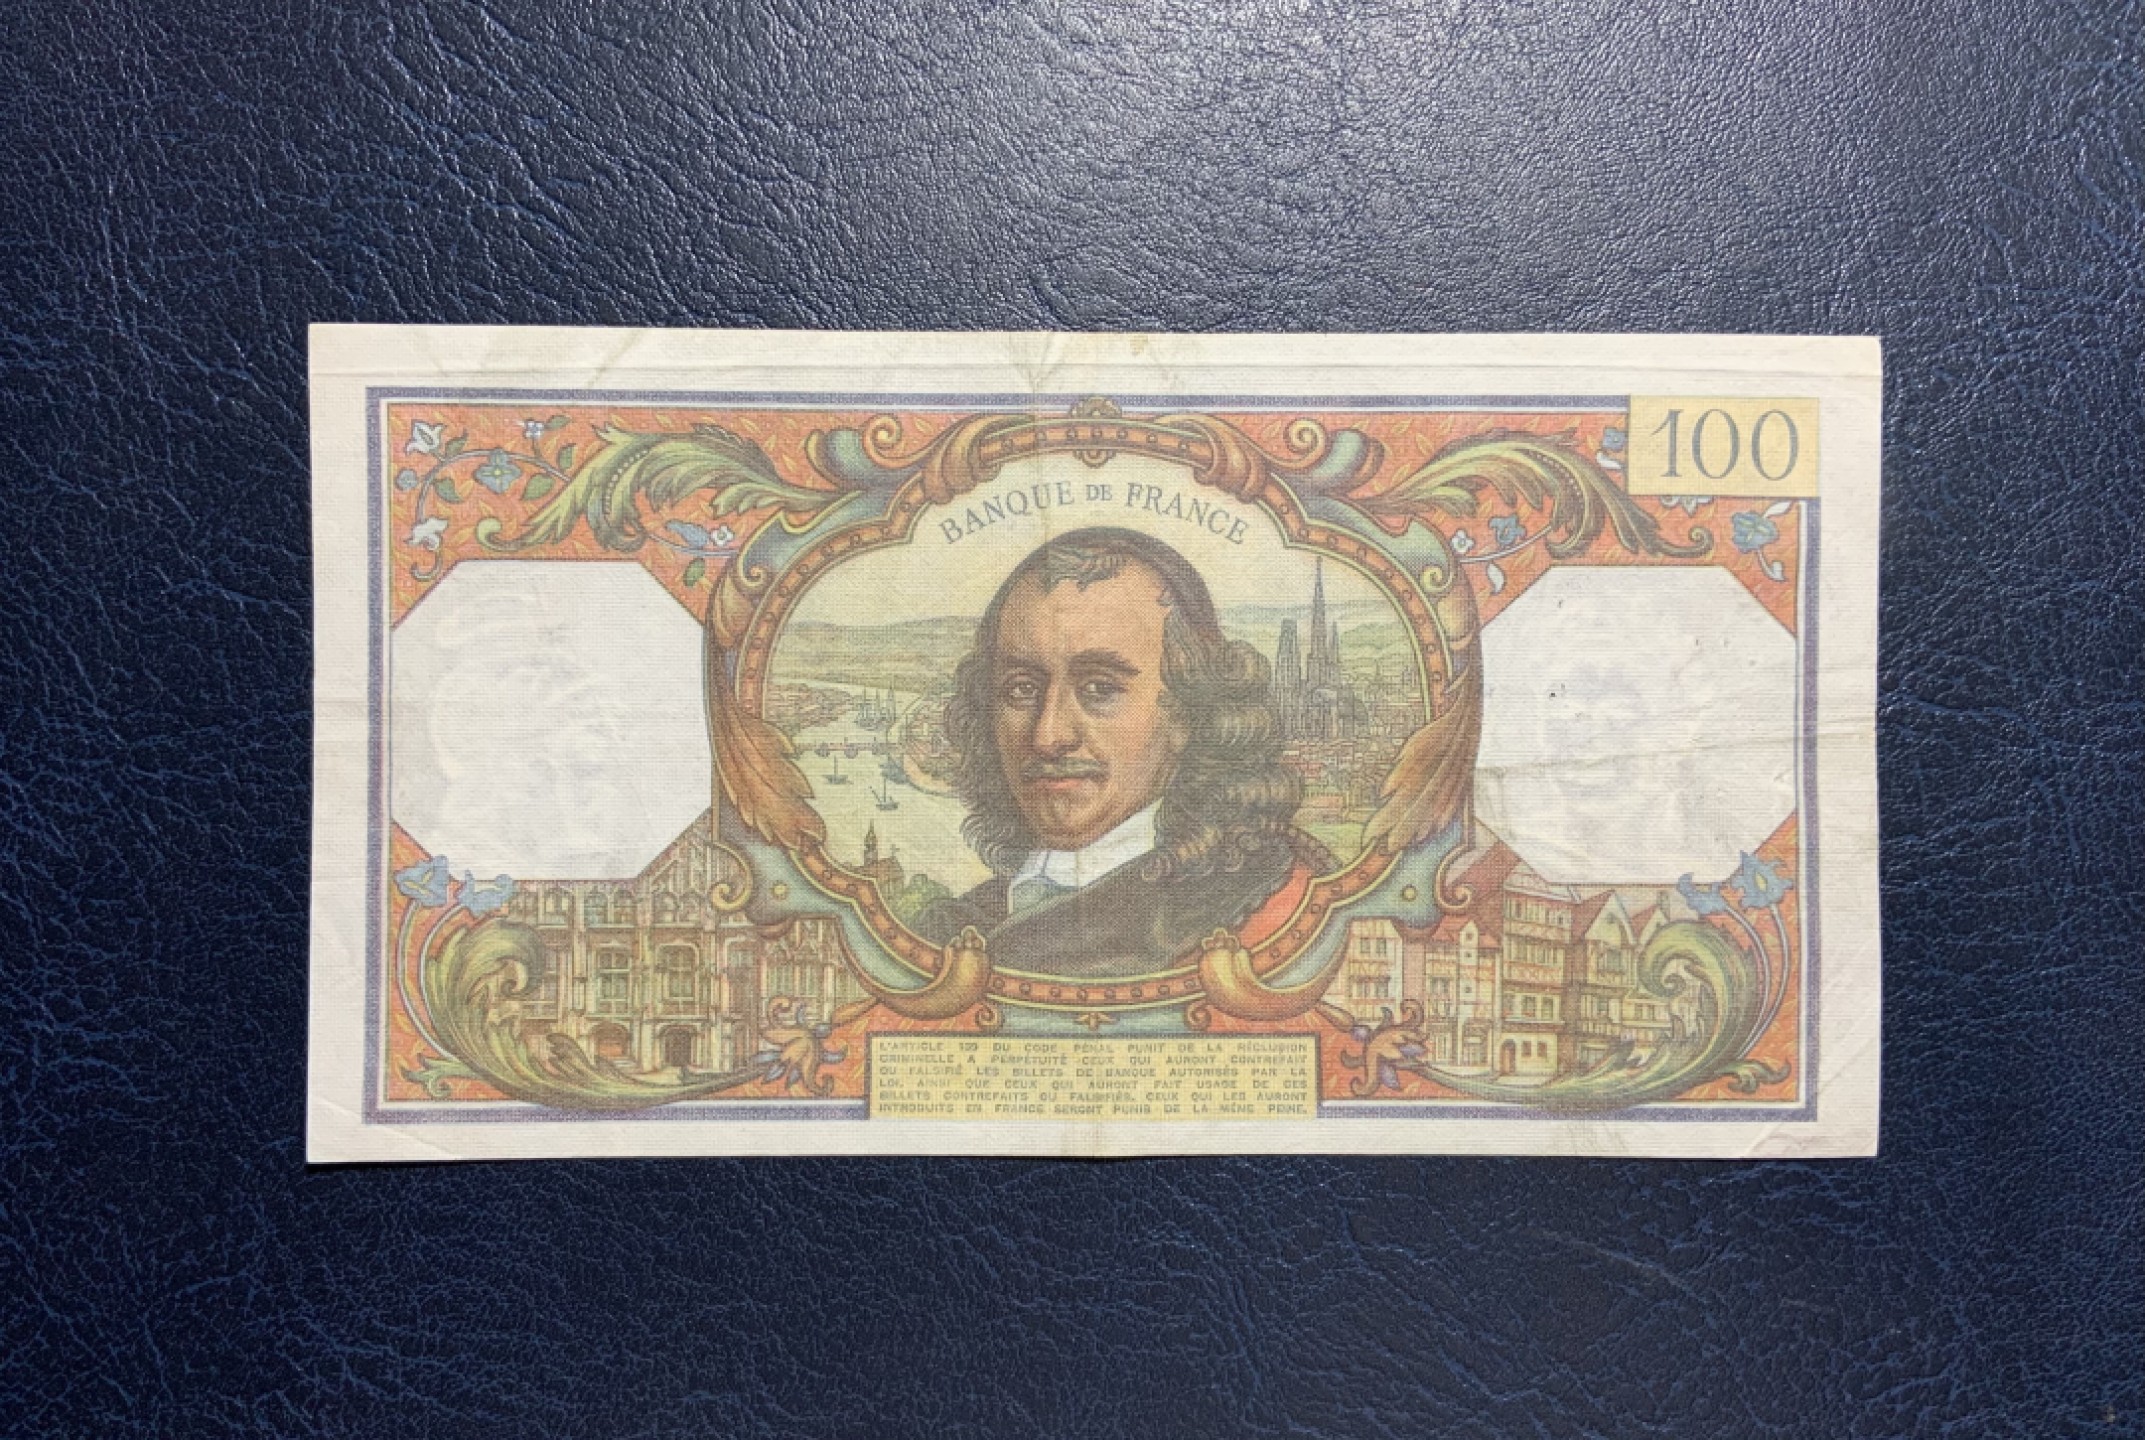 100
BANQUE DE FRANCE
L'ARTICLE 139 DU CODE PÉNAL PUNIT DE LA RÉCLUSION
CRIMINELLE A PERPÉTUITÉ CEUX QUI AURONT CONTREFAIT
OU FALSIFIÉ LES BILLETS DE BANQUE AUTORISÉS PAR LA
LOI, AINSI QUE CEUX QUI AURONT FAIT USAGE DE CES
BILLETS CONTREFAITS OU FALSIFIÉS. CEUX QUI LES AURONT
INTRODUITS EN FRANCE SERONT PUNIS DE LA MÊME PEINE.